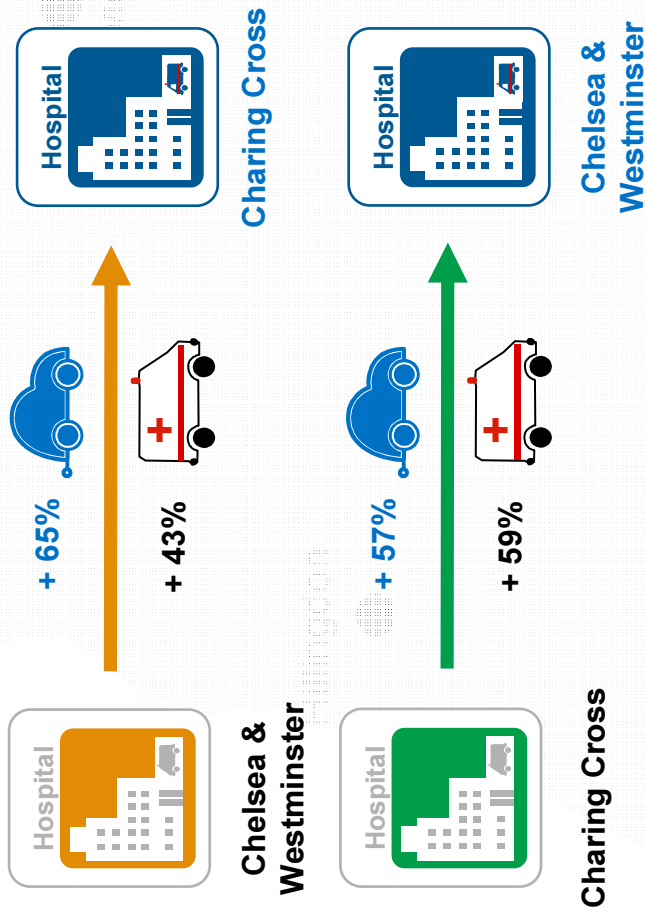 Hospital
+ 65%
Hospital
+ 43%
Chelsea &
Westminster
Charing Cross
Hospital
+ 57%
Hospital
+ 59%
Charing Cross
Chelsea &
Westminster